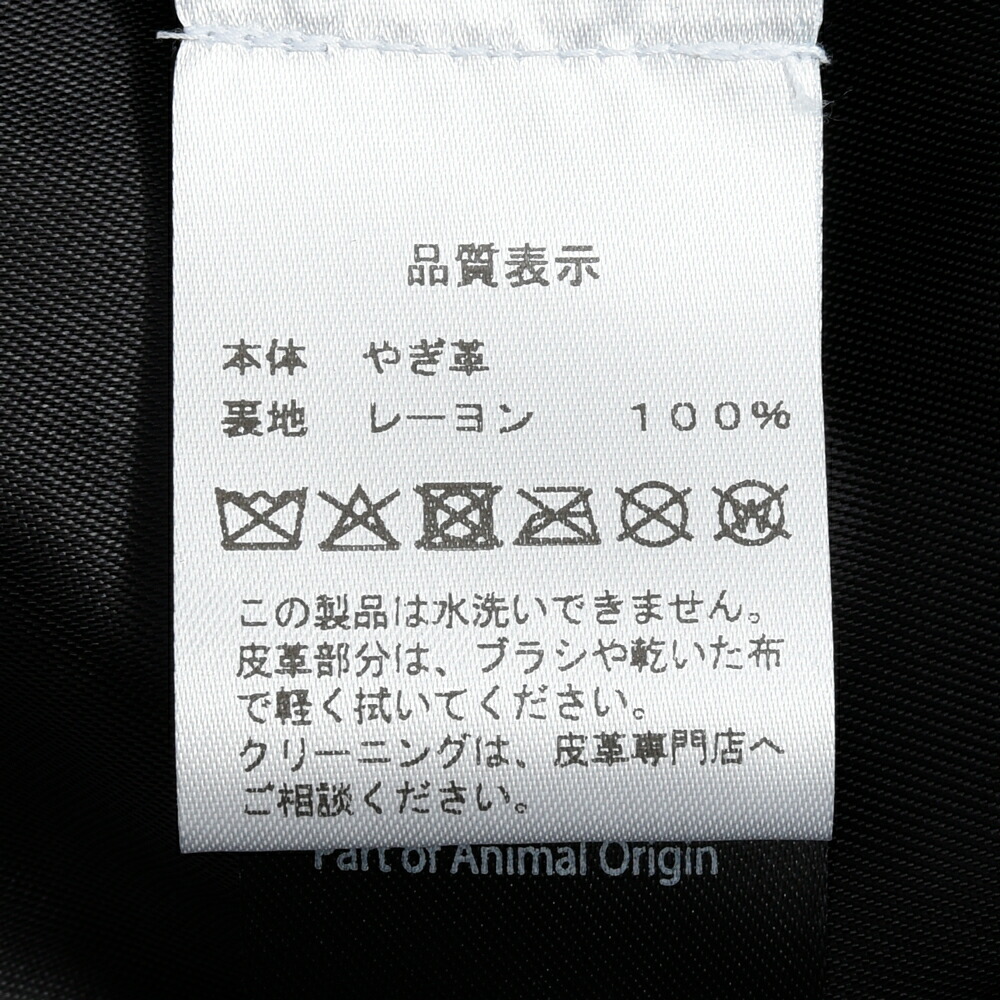 品質表示
本体 やぎ革
裏地 レーヨン 100%
W
この製品は水洗いできません。
皮革部分は、ブラシや乾いた布
で軽く拭いてください。
クリーニングは、皮革専門店へ
ご相談ください。
Part of Animal Origin